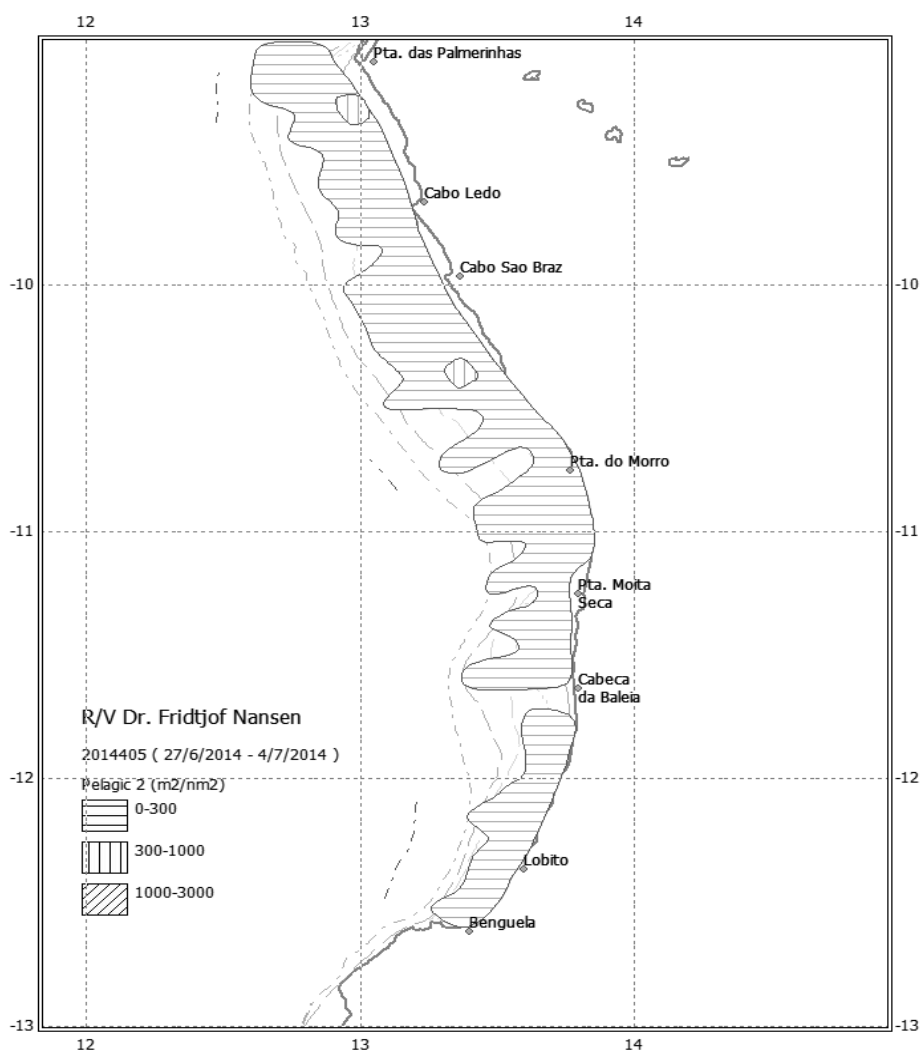 12 13 14
Pta. das Palmerinhas
Cabo Ledo
Cabo Sao Braz
-10 -10
Pta. do Morro
-11 -11
Pta. Moita
Seca
Cabeca
da Baleia
R/V Dr. Fridtjof Nansen
2014405 ( 27/6/2014 - 4/7/2014 )
-12 -12
Pelagic 2 (m2/nm2)
0-300
300-1000
Lobito
1000-3000
Benguela
-13 -13
12 13 14